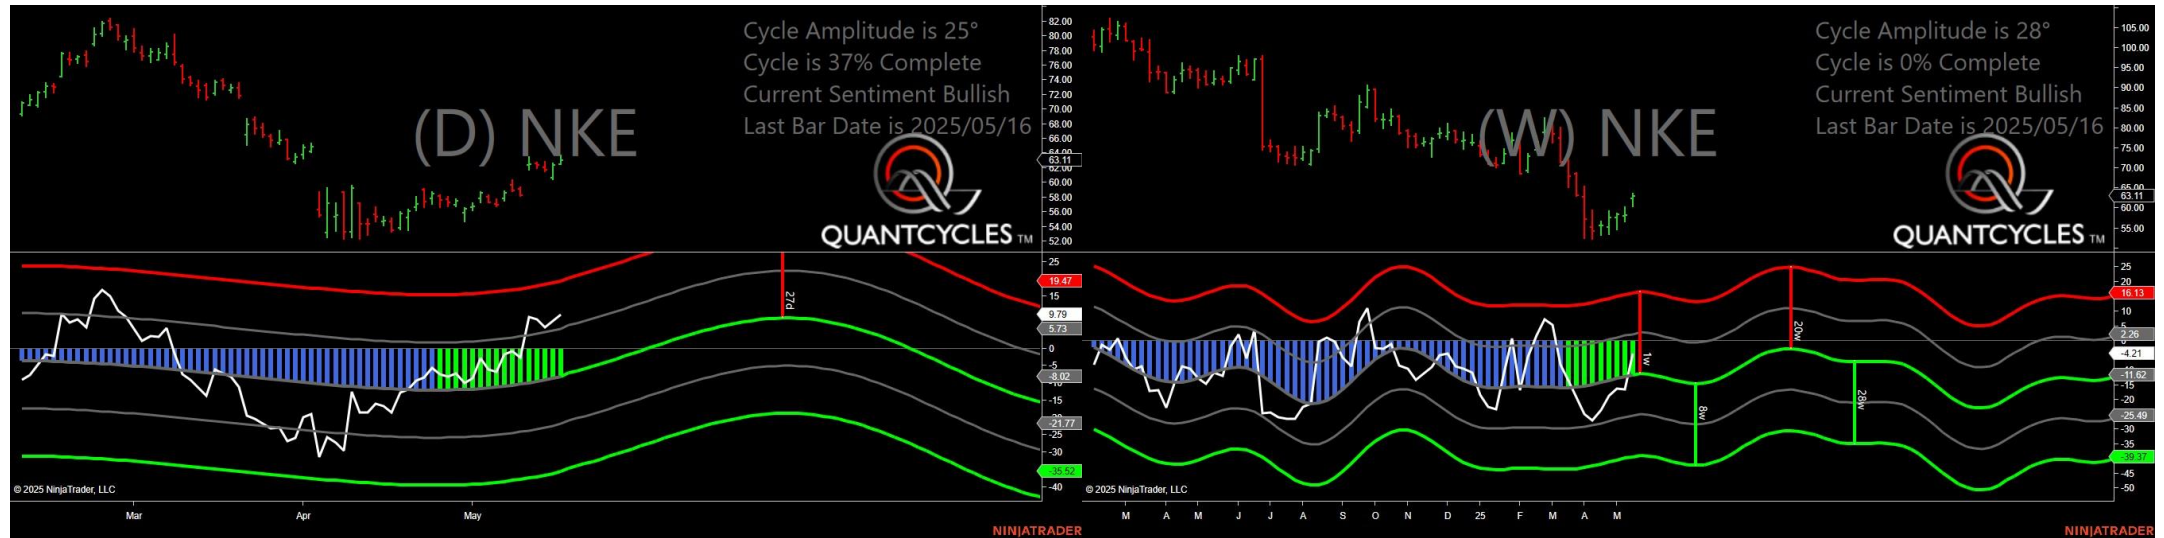 Cycle Amplitude is 25°
Cycle is 37% Complete
Current Sentiment Bullish
Last Bar Date is 2025/05/16
(D) NKE
QUANTCYCLES TM
82.00
80.00
78.00
76.00
74.00
72.00
70.00
68.00
66.00
64.00
63.11
62.00
60.00
58.00
56.00
54.00
52.00
27d
25
19.47
15
9.79
5.73
0
-5
-8.02
-15
-21.77
-25
-30
-35.52
-40
© 2025 NinjaTrader, LLC
Mar
Apr
May
NINJATRADER
Cycle Amplitude is 28°
Cycle is 0% Complete
Current Sentiment Bullish
Last Bar Date is 2025/05/16
(W) NKE
QUANTCYCLES TM
105.00
100.00
95.00
90.00
85.00
80.00
75.00
70.00
65.00
63.11
60.00
55.00
1w
8w
20w
28w
25
20
16.13
10
5
2.26
-4.21
-11.62
-15
-20
-25.49
-30
-35
-39.37
-45
-50
© 2025 NinjaTrader, LLC
M
A
M
J
J
A
S
O
N
D
25
F
M
A
M
NINJATRADER